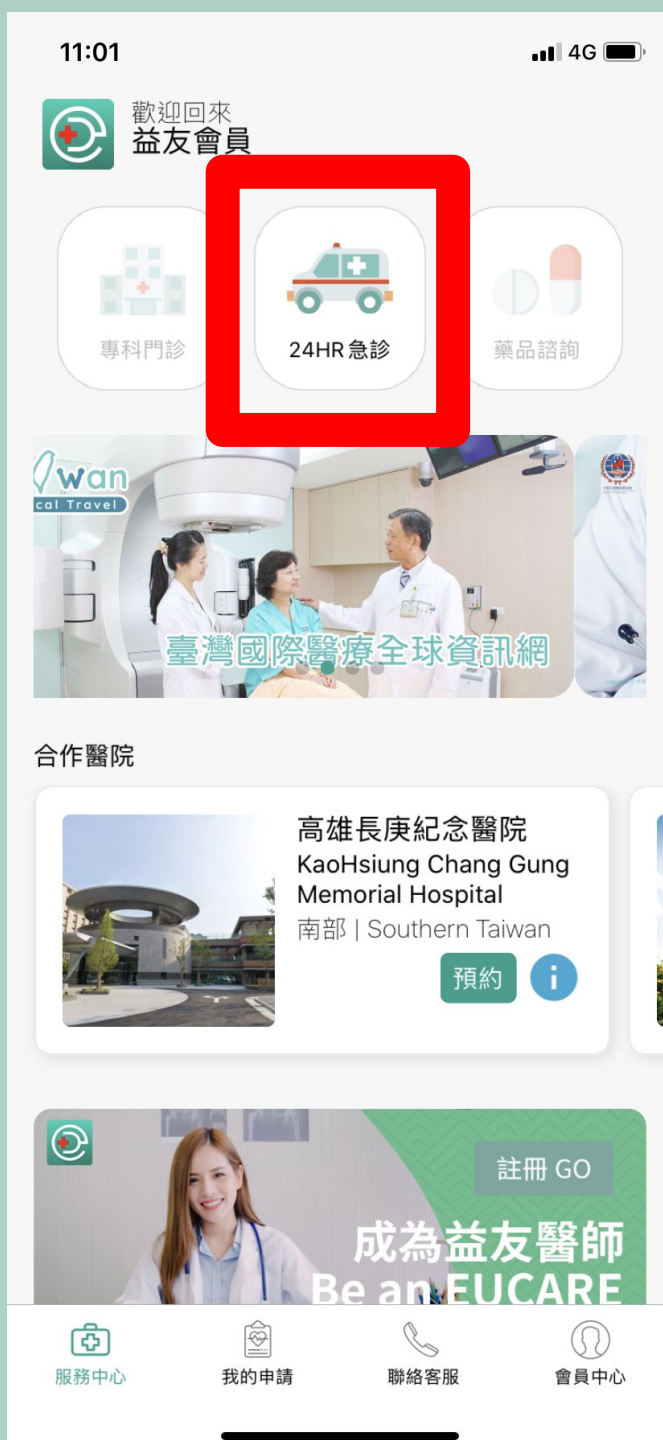 11:01
4G
歡迎回來
益友會員
專科門診
24HR 急診
藥品諮詢
wan
cal Travel
臺灣國際醫療全球資訊網
合作醫院
高雄長庚紀念醫院
KaoHsiung Chang Gung
Memorial Hospital
南部 | Southern Taiwan
預約
註冊 GO
成為益友醫師
Be an EUCARE
服務中心
我的申請
聯絡客服
會員中心